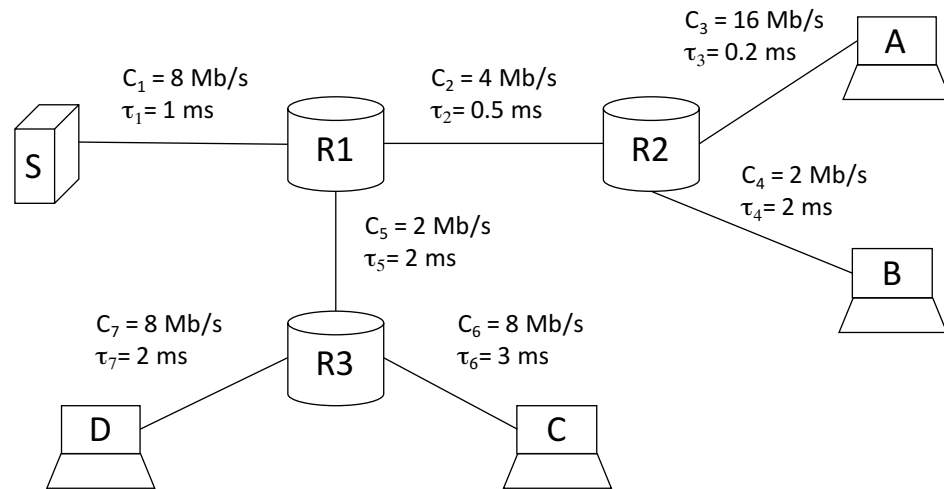 C₃ = 16 Mb/s
τ₃= 0.2 ms
A
C₁ = 8 Mb/s
τ₁= 1 ms
C₂ = 4 Mb/s
τ₂= 0.5 ms
S
R1
R2
C₄ = 2 Mb/s
τ₄= 2 ms
C₅ = 2 Mb/s
τ₅= 2 ms
B
C₇ = 8 Mb/s
τ₇= 2 ms
C₆ = 8 Mb/s
τ₆= 3 ms
R3
D
C